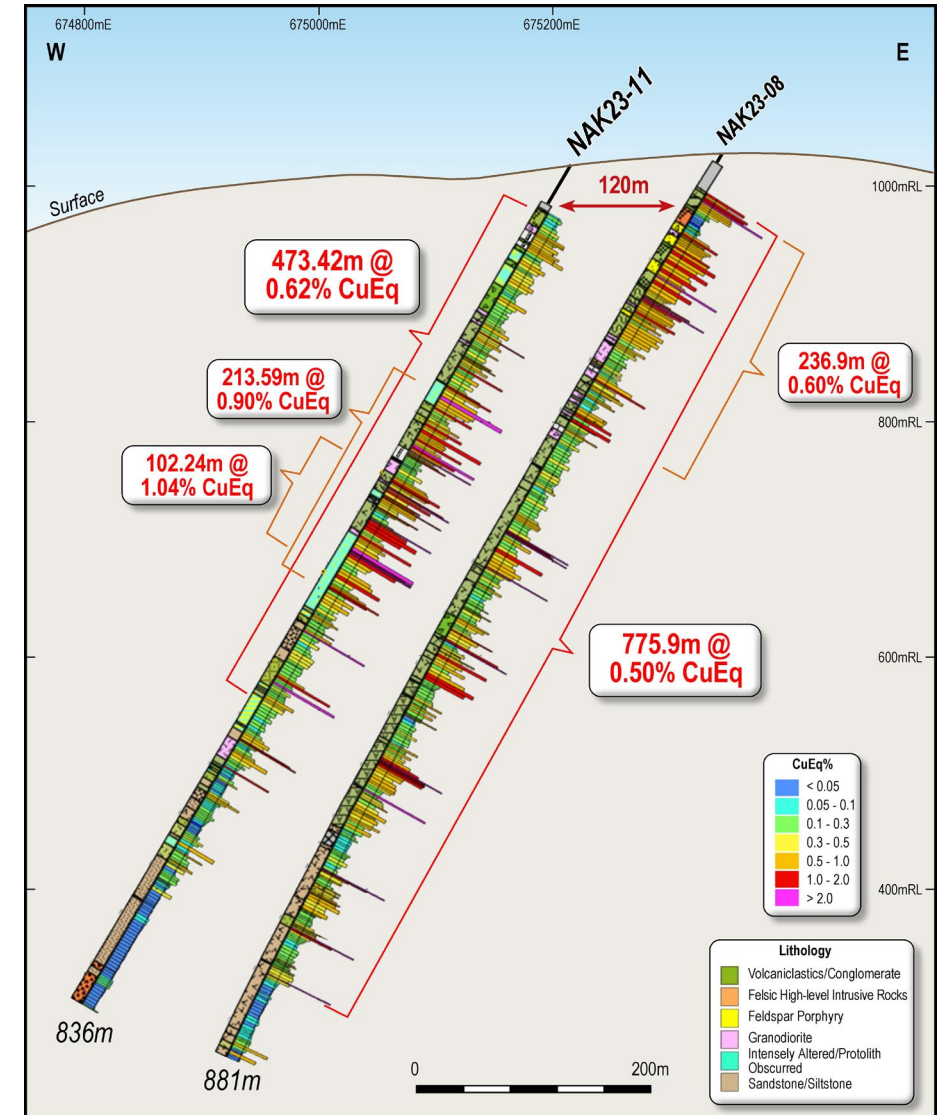 674800mE
675000mE
675200mE
W
E
NAK23-11
NAK23-08
Surface
120m
1000mRL
473.42m @
0.62% CuEq
213.59m @
0.90% CuEq
236.9m @
0.60% CuEq
800mRL
102.24m @
1.04% CuEq
775.9m @
0.50% CuEq
600mRL
CuEq%
< 0.05
0.05 - 0.1
0.1 - 0.3
0.3 - 0.5
0.5 - 1.0
1.0 - 2.0
> 2.0
400mRL
Lithology
Volcaniclastics/Conglomerate
Felsic High-level Intrusive Rocks
Feldspar Porphyry
Granodiorite
Intensely Altered/Protolith
Obscurred
Sandstone/Siltstone
836m
881m
0
200m